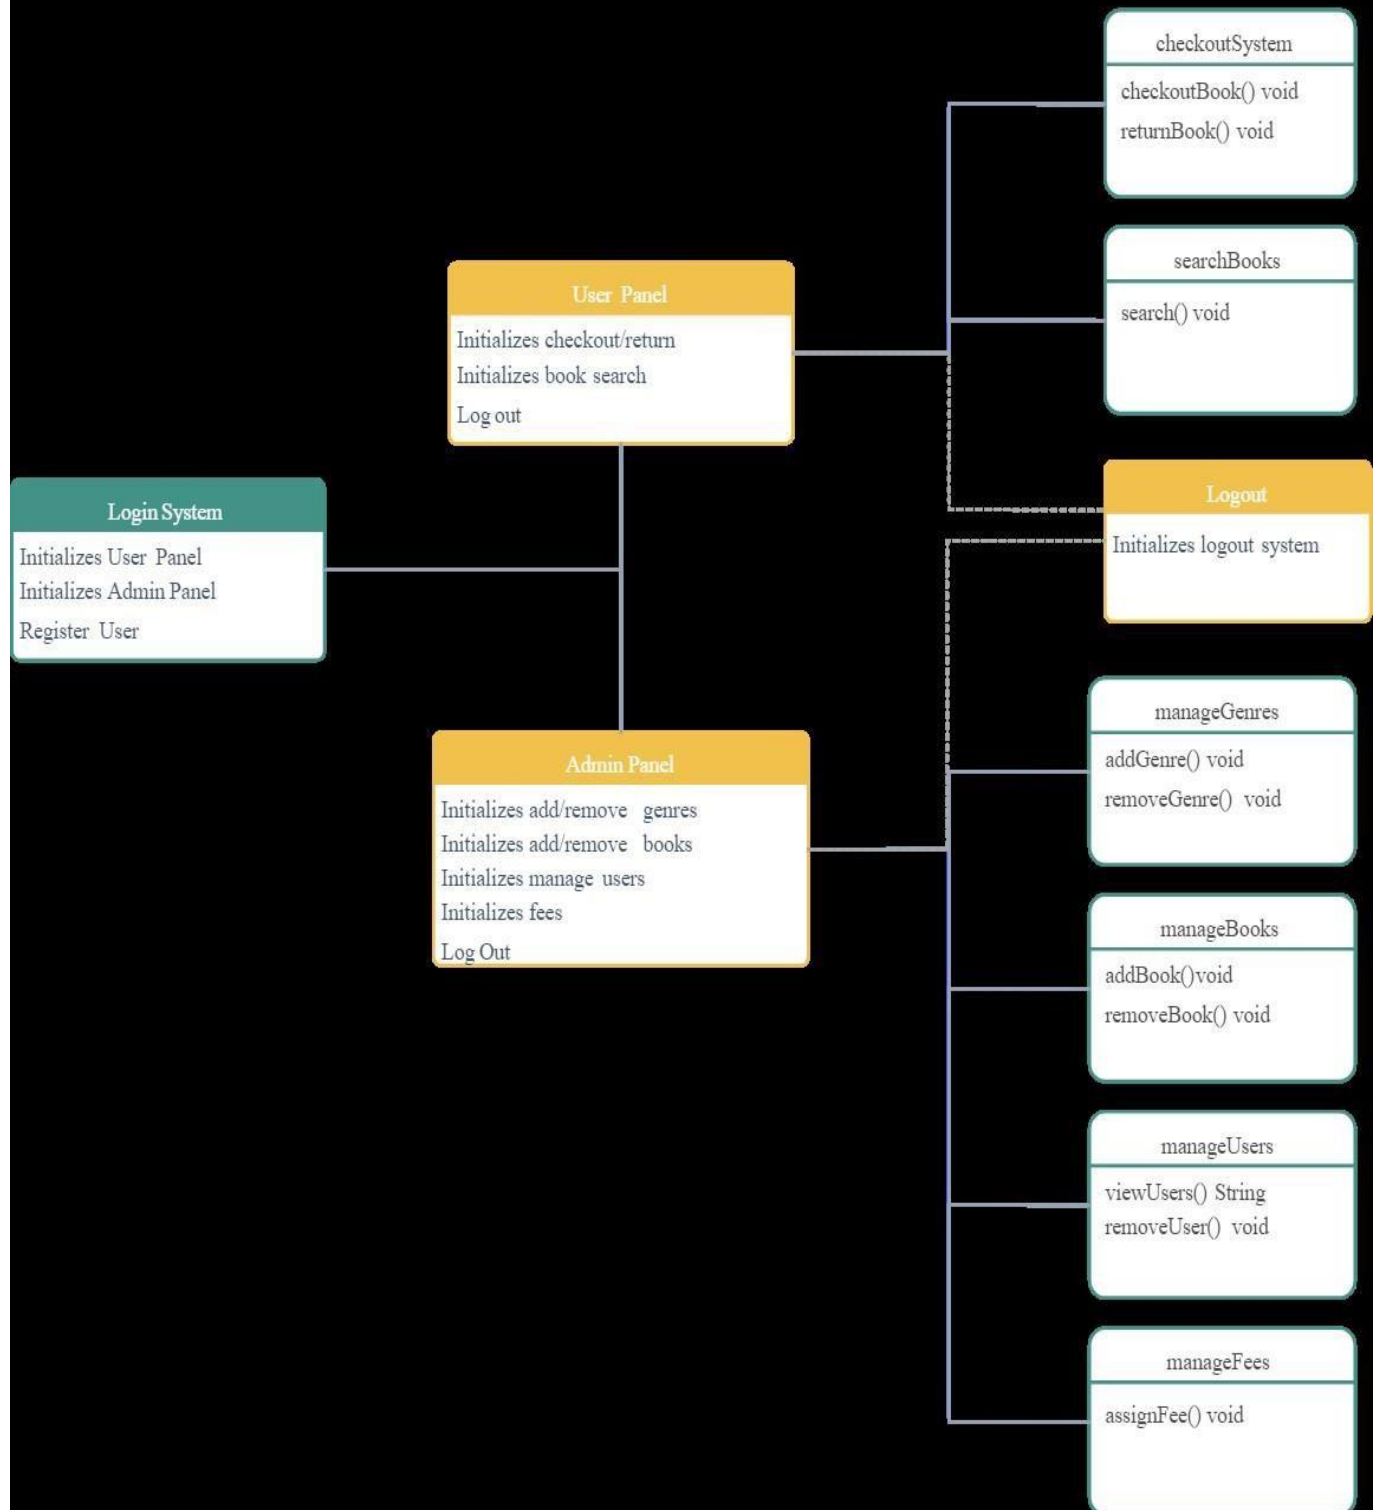 checkoutSystem
checkoutBook() void
returnBook() void
searchBooks
search() void
User Panel
Initializes checkout/return
Initializes book search
Log out
Logout
Initializes logout system
Login System
Initializes User Panel
Initializes Admin Panel
Register User
manageGenres
addGenre() void
removeGenre() void
Admin Panel
Initializes add/remove genres
Initializes add/remove books
Initializes manage users
Initializes fees
Log Out
manageBooks
addBook()void
removeBook() void
manageUsers
viewUsers() String
removeUser() void
manageFees
assignFee() void